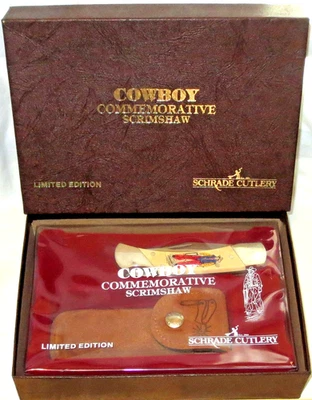 COWBOY
COMMEMORATIVE
SCRIMSHAW
LIMITED EDITION
SCHRADE CUTLERY
COWBOY
COMMEMORATIVE
SCRIMSHAW
LIMITED EDITION
SCHRADE CUTLERY